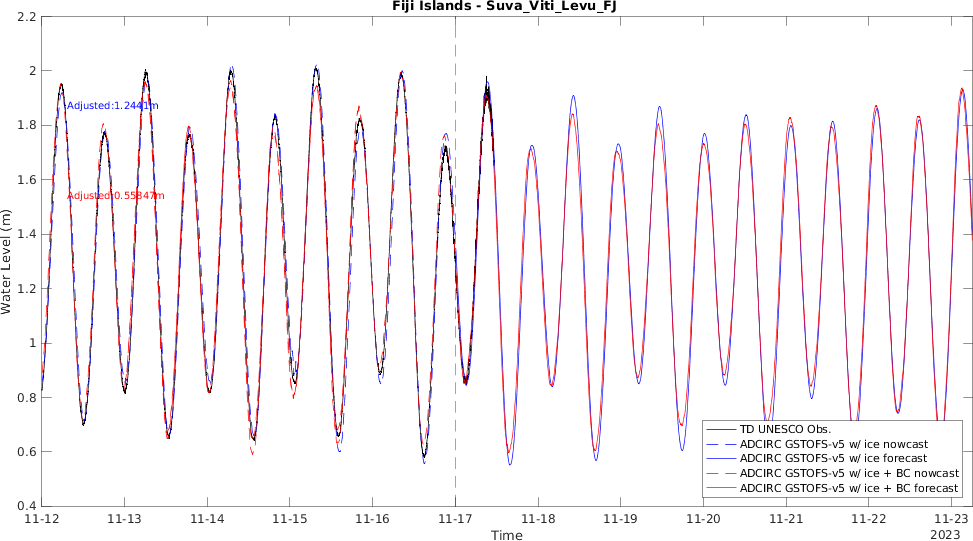 Fiji Islands - Suva_Viti_Levu_FJ
2.2
2
1.8
1.6
1.4
1.2
1
0.8
0.6
0.4
Water Level (m)
Adjusted:1.2441m
Adjusted:0.55847m
TD UNESCO Obs.
ADCIRC GSTOFS-v5 w/ ice nowcast
ADCIRC GSTOFS-v5 w/ ice forecast
ADCIRC GSTOFS-v5 w/ ice + BC nowcast
ADCIRC GSTOFS-v5 w/ ice + BC forecast
11-12 11-13 11-14 11-15 11-16 11-17 11-18 11-19 11-20 11-21 11-22 11-23
Time
2023